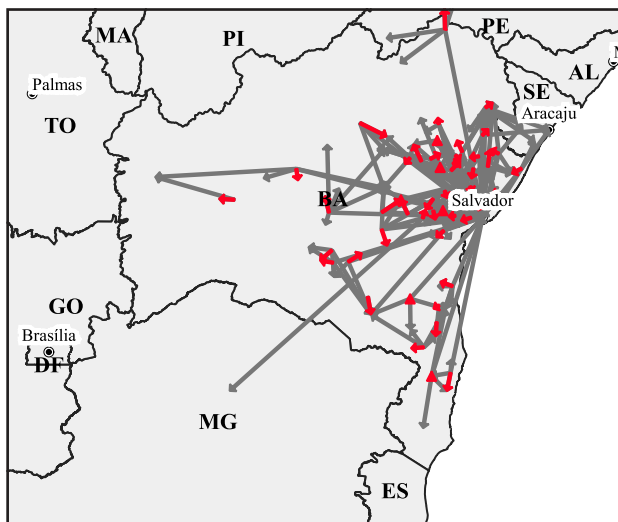 MA
PI
PE
AL
M
SE
Palmas
Aracaju
TO
BA
Salvador
GO
Brasília
DF
MG
ES